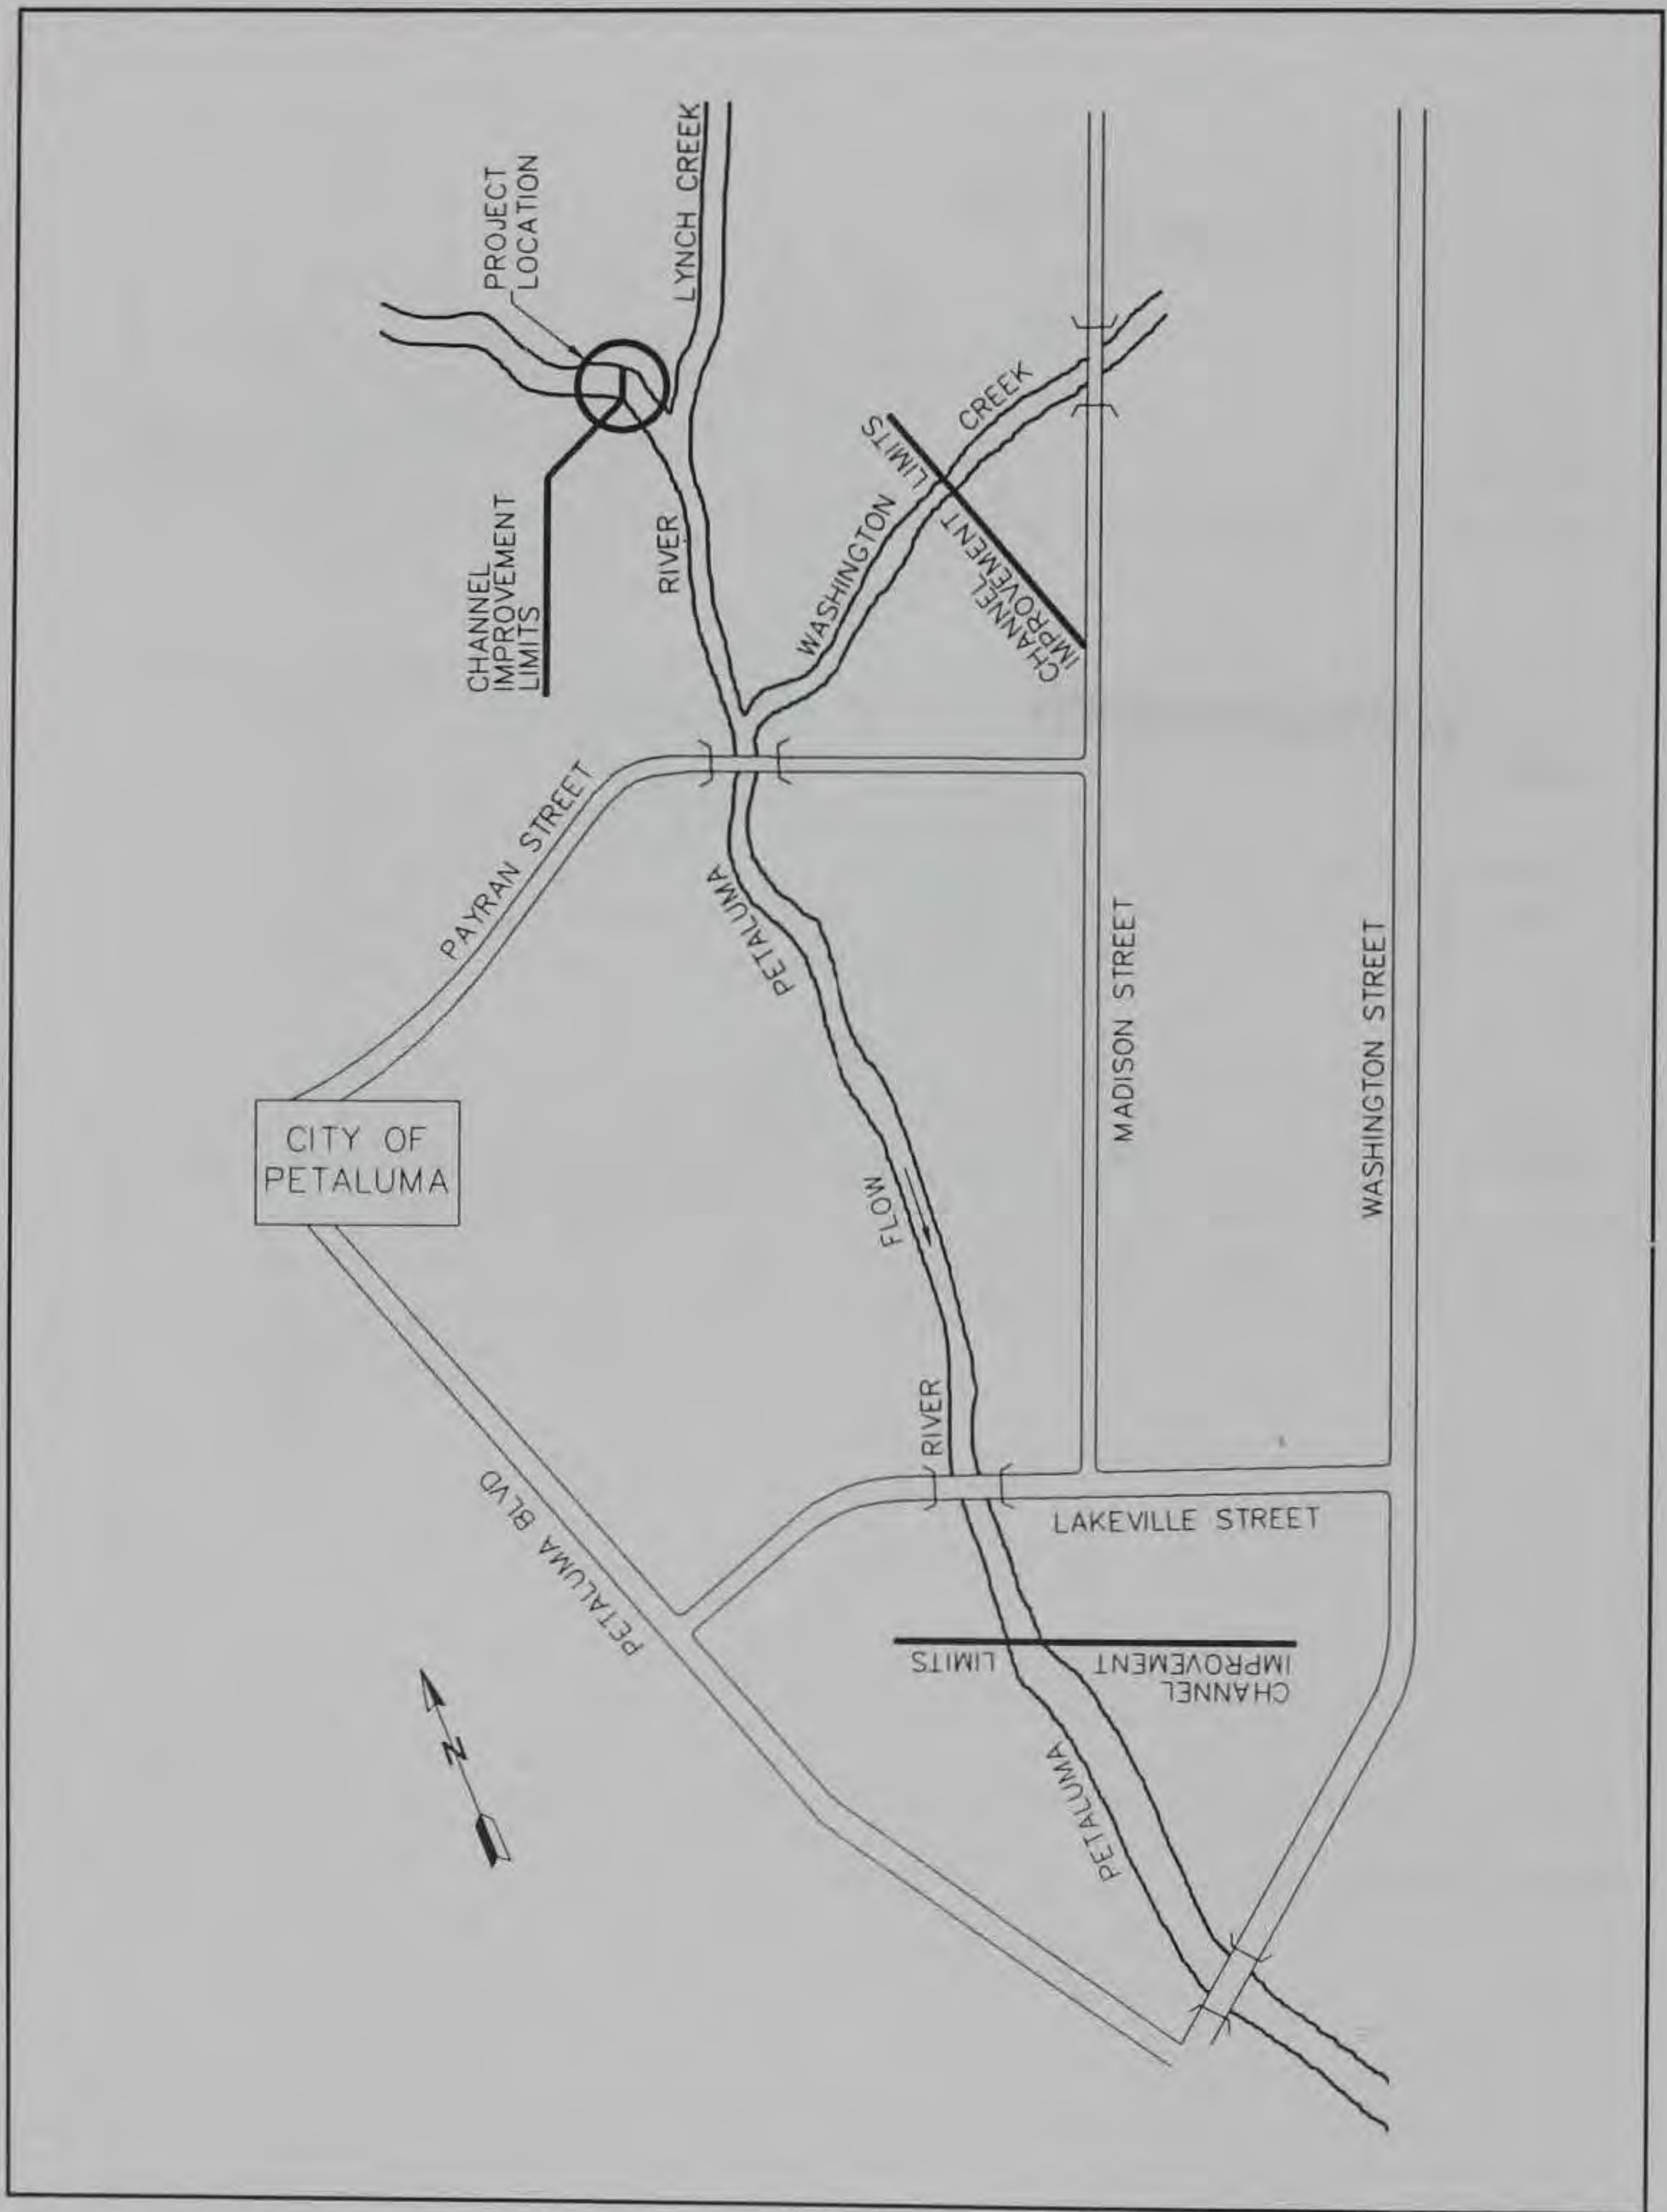 PROJECT
LOCATION
LYNCH CREEK
CHANNEL
IMPROVEMENT
LIMITS
RIVER
WASHINGTON
CREEK
CHANNEL
IMPROVEMENT
LIMITS
PAYRAN STREET
PETALUMA
CITY OF
PETALUMA
FLOW
MADISON STREET
WASHINGTON STREET
RIVER
LAKEVILLE STREET
PETALUMA BLVD
CHANNEL
IMPROVEMENT
LIMITS
PETALUMA
N